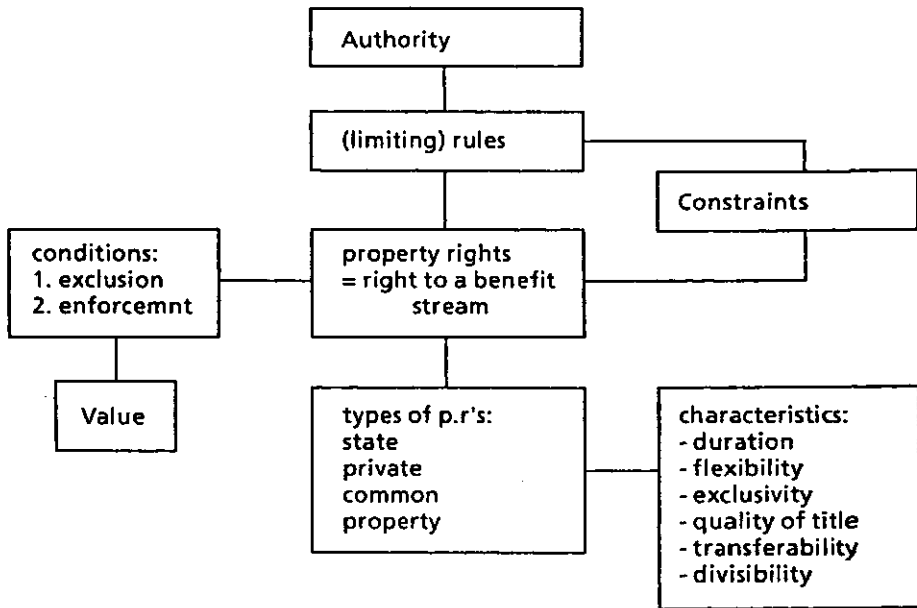 Authority
(limiting) rules
Constraints
conditions:
1. exclusion
2. enforcemnt
property rights
= right to a benefit
stream
Value
types of p.r's:
state
private
common
property
characteristics:
- duration
- flexibility
- exclusivity
- quality of title
- transferability
- divisibility